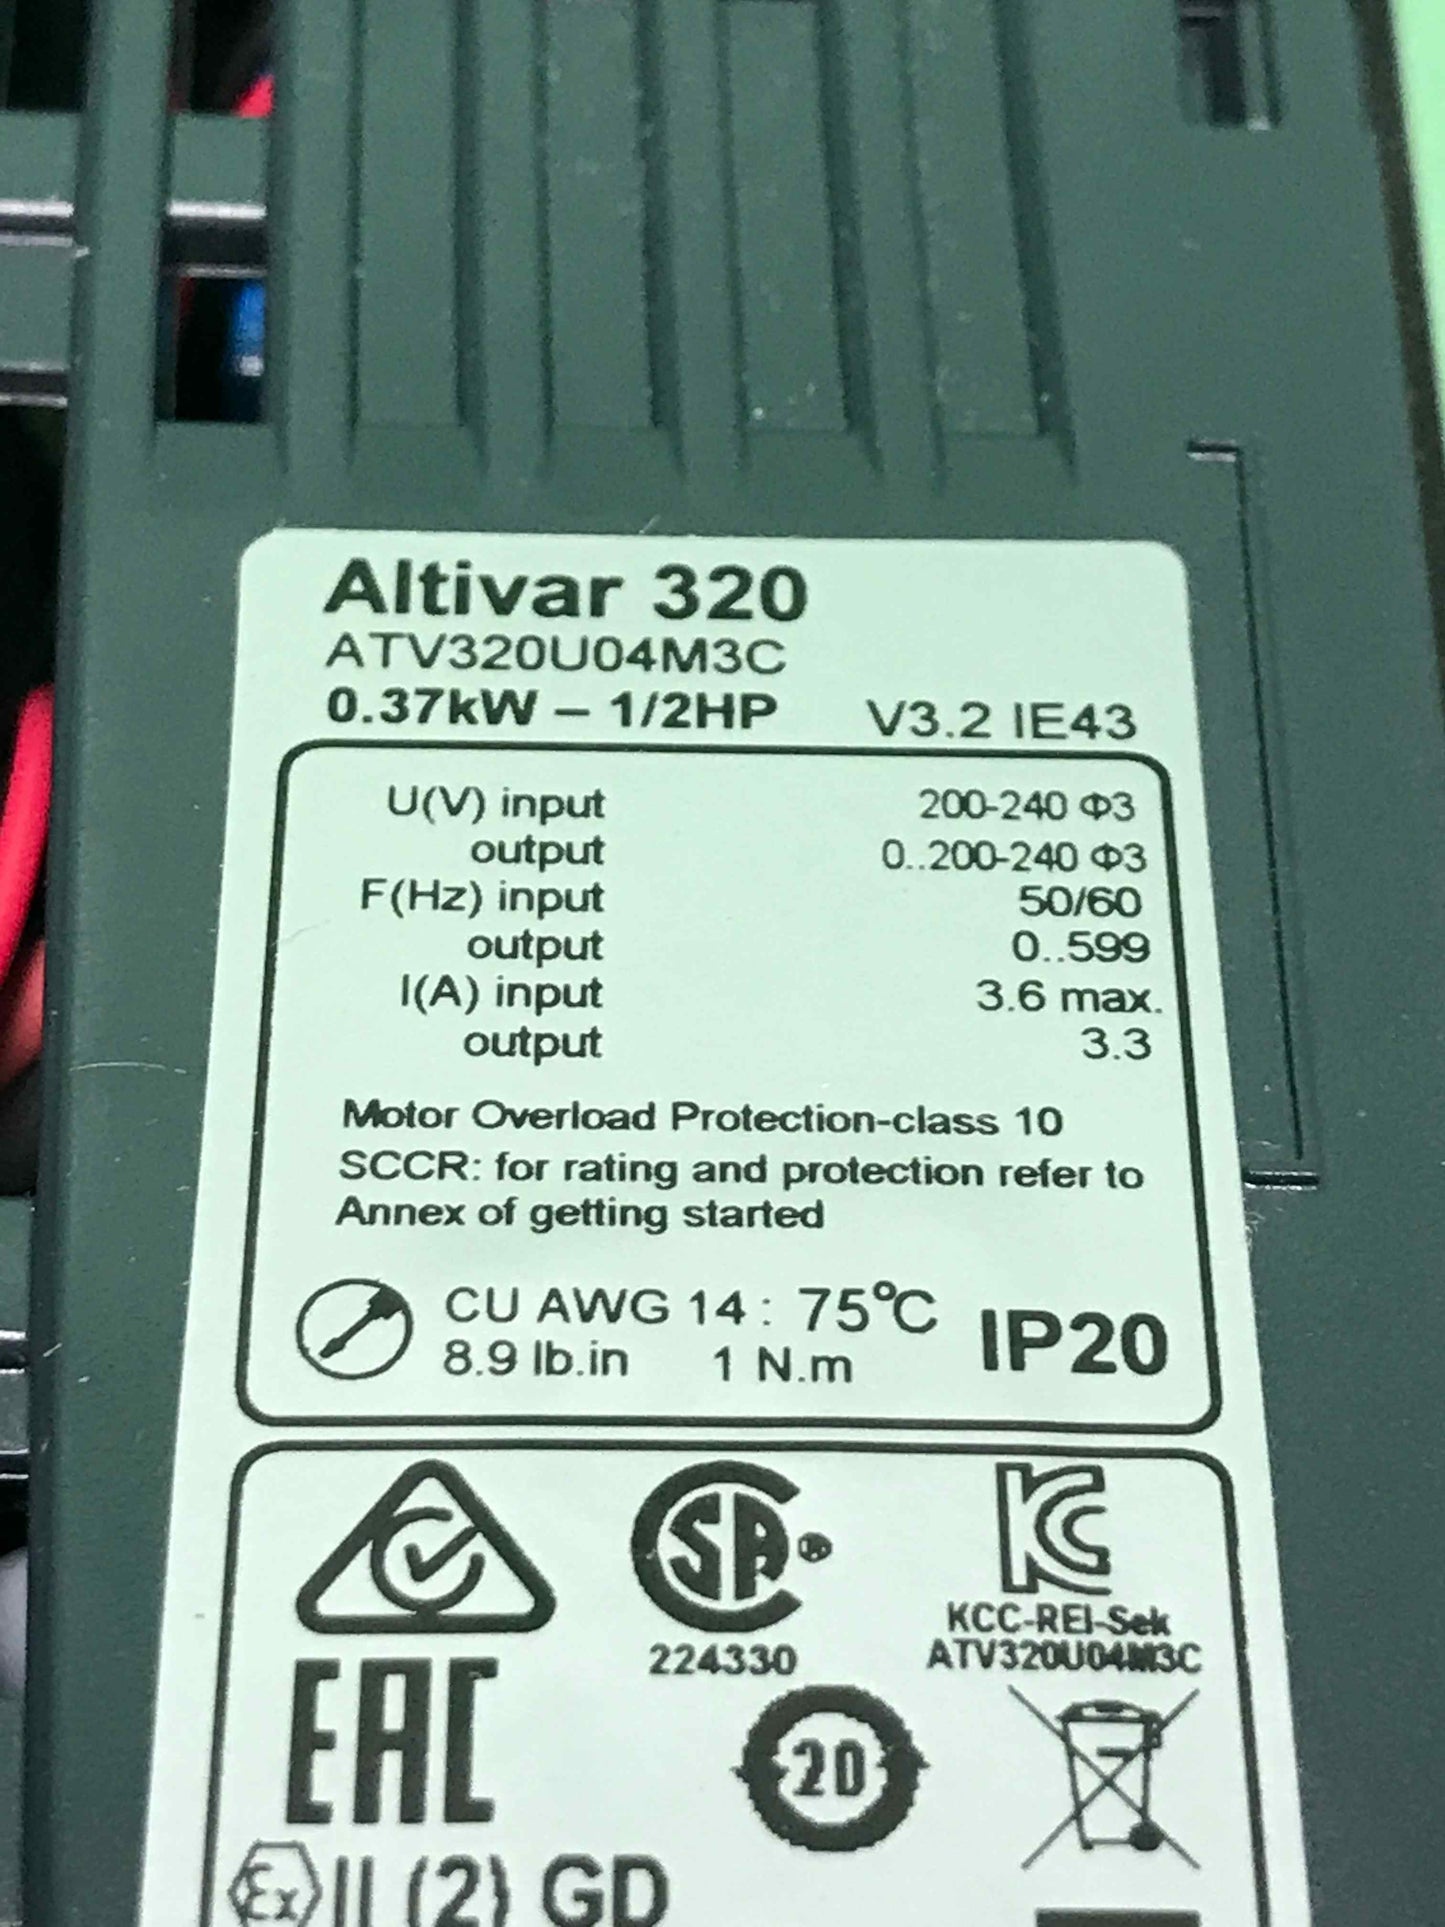 Altivar 320
ATV320U04M3C
0.37kW – 1/2HP V3.2 IE43
U(V) input 200-240 Φ3
output 0..200-240 Φ3
F(Hz) input 50/60
output 0..599
I(A) input 3.6 max.
output 3.3
Motor Overload Protection-class 10
SCCR: for rating and protection refer to
Annex of getting started
CU AWG 14 : 75°C
8.9 lb.in 1 N.m IP20
C SA ®
KC
224330
KCC-REI-Sek
ATV320U04M3C
EAC
20
Ex II (2) GD